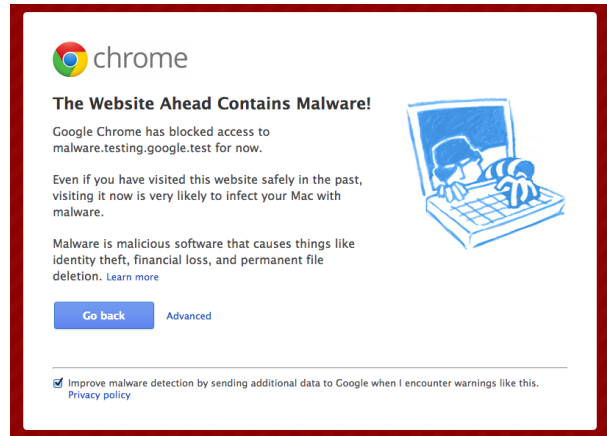 chrome
The Website Ahead Contains Malware!
Google Chrome has blocked access to
malware.testing.google.test for now.
Even if you have visited this website safely in the past,
visiting it now is very likely to infect your Mac with
malware.
Malware is malicious software that causes things like
identity theft, financial loss, and permanent file
deletion. Learn more
Go back Advanced
Improve malware detection by sending additional data to Google when I encounter warnings like this.
Privacy policy